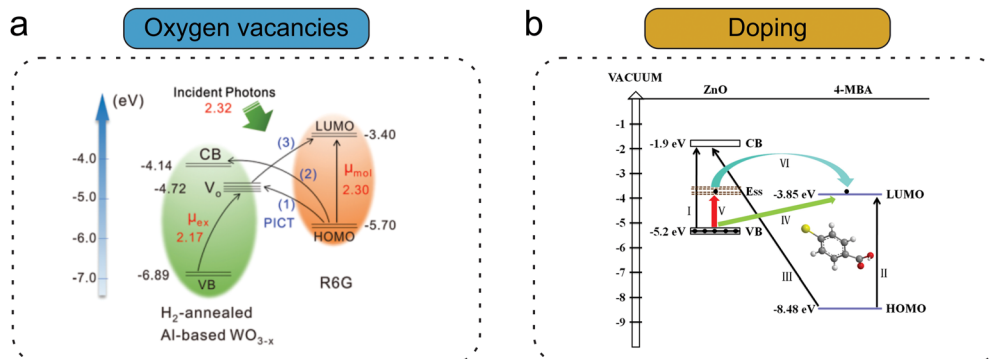 a
Oxygen vacancies
(eV)
-4.0
-5.0
-6.0
-7.0
Incident Photons
2.32
LUMO
-3.40
(3)
CB
-4.14
(2)
μmol
2.30
-4.72
Vo
(1)
PICT
μex
2.17
HOMO
-5.70
-6.89
VB
R6G
H2-annealed
Al-based WO3-x
b
Doping
VACUUM
ZnO
4-MBA
-1
-2
-3
-4
-5
-6
-7
-8
-9
-1.9 eV
CB
VI
Ess
-3.85 eV
LUMO
I
V
IV
-5.2 eV
VB
III
II
-8.48 eV
HOMO